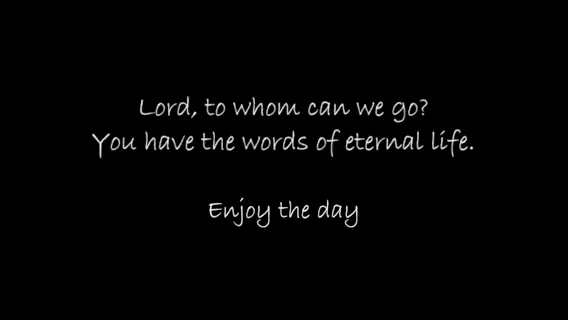 Lord, to whom can we go?
You have the words of eternal life.
Enjoy the day